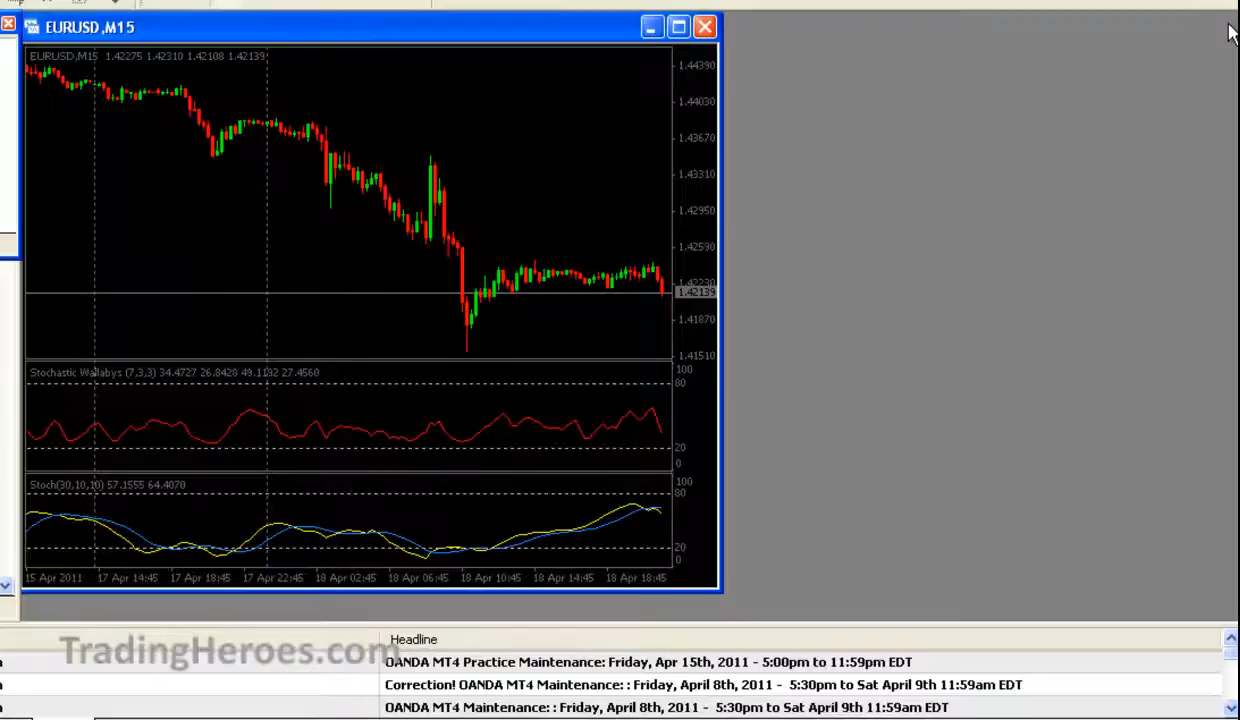 EURUSD,M15
EURUSD,M15 1.42275 1.42310 1.42108 1.42139
1.44390
1.44030
1.43670
1.43310
1.42950
1.42590
1.42230
1.42139
1.41870
1.41510
Stochastic Wallabys (7,3,3) 34.4727 26.8428 49.1132 27.4560
100
80
20
0
Stoch(30,10,10) 57.1555 64.4070
100
80
20
0
15 Apr 2011 17 Apr 14:45 17 Apr 18:45 17 Apr 22:45 18 Apr 02:45 18 Apr 06:45 18 Apr 10:45 18 Apr 14:45 18 Apr 18:45
Headline
TradingHeroes.com
OANDA MT4 Practice Maintenance: Friday, Apr 15th, 2011 - 5:00pm to 11:59pm EDT
Correction! OANDA MT4 Maintenance: : Friday, April 8th, 2011 - 5:30pm to Sat April 9th 11:59am EDT
OANDA MT4 Maintenance: : Friday, April 8th, 2011 - 5:30pm to Sat April 9th 11:59am EDT